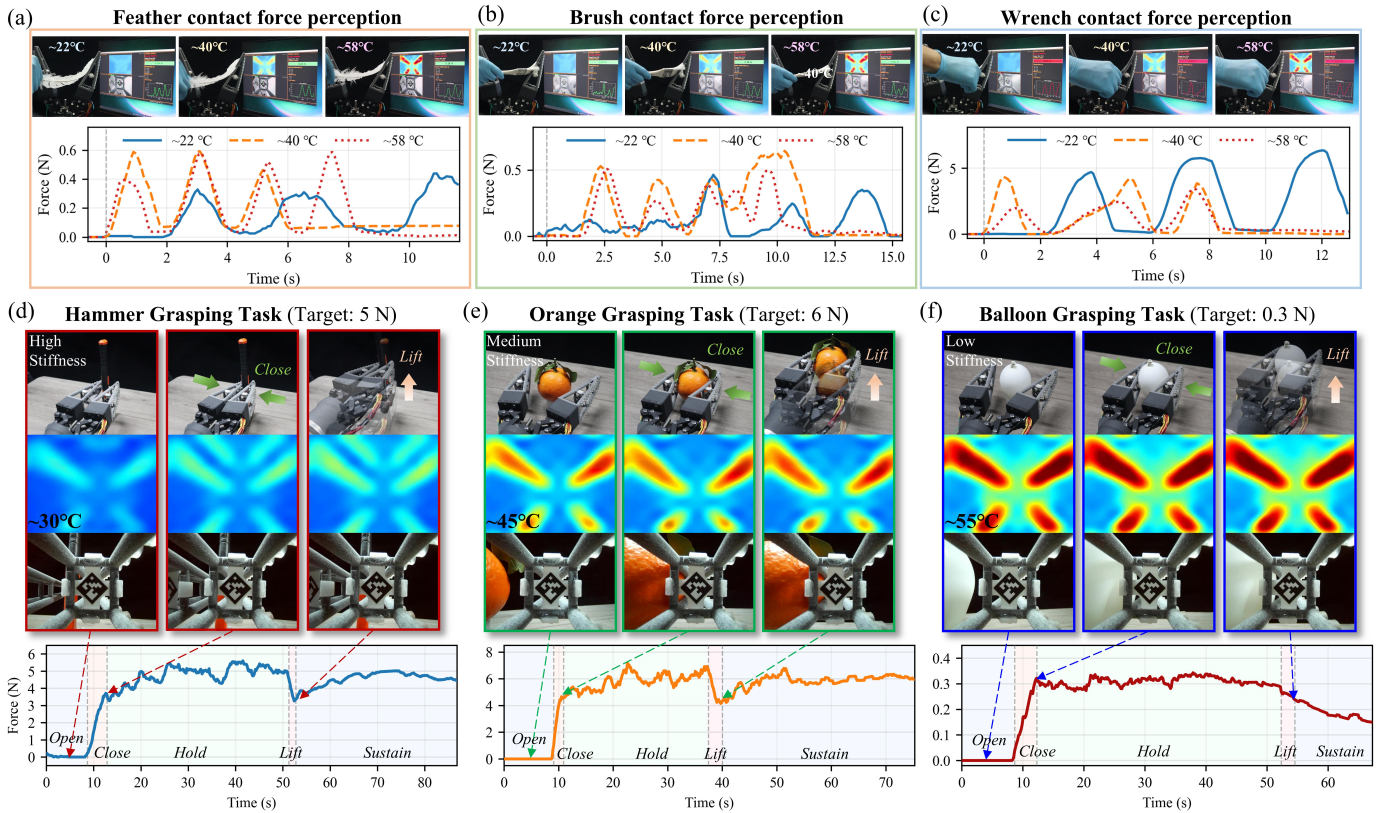 (a) Feather contact force perception
~22℃ ~40℃ ~58℃
~22 ℃ ~40 ℃ ~58 ℃
Force (N)
0.6
0.4
0.2
0.0
0 2 4 6 8 10
Time (s)
(b) Brush contact force perception
~22℃ ~40℃ ~58℃
~40℃
~22 ℃ ~40 ℃ ~58 ℃
Force (N)
0.5
0.0
0.0 2.5 5.0 7.5 10.0 12.5 15.0
Time (s)
(c) Wrench contact force perception
~22℃ ~40℃ ~58℃
~22 ℃ ~40 ℃ ~58 ℃
Force (N)
5
0
0 2 4 6 8 10 12
Time (s)
(d) Hammer Grasping Task (Target: 5 N)
High
Stiffness
Close
Lift
~30℃
Force (N)
6
5
4
3
2
1
0
Open Close Hold Lift Sustain
0 10 20 30 40 50 60 70 80
Time (s)
(e) Orange Grasping Task (Target: 6 N)
Medium
Stiffness
Close
Lift
~45℃
8
6
4
2
0
Open Close Hold Lift Sustain
0 10 20 30 40 50 60 70
Time (s)
(f) Balloon Grasping Task (Target: 0.3 N)
Low
Stiffness
Close
Lift
~55℃
0.4
0.3
0.2
0.1
0.0
Open Close Hold Lift Sustain
0 10 20 30 40 50 60
Time (s)